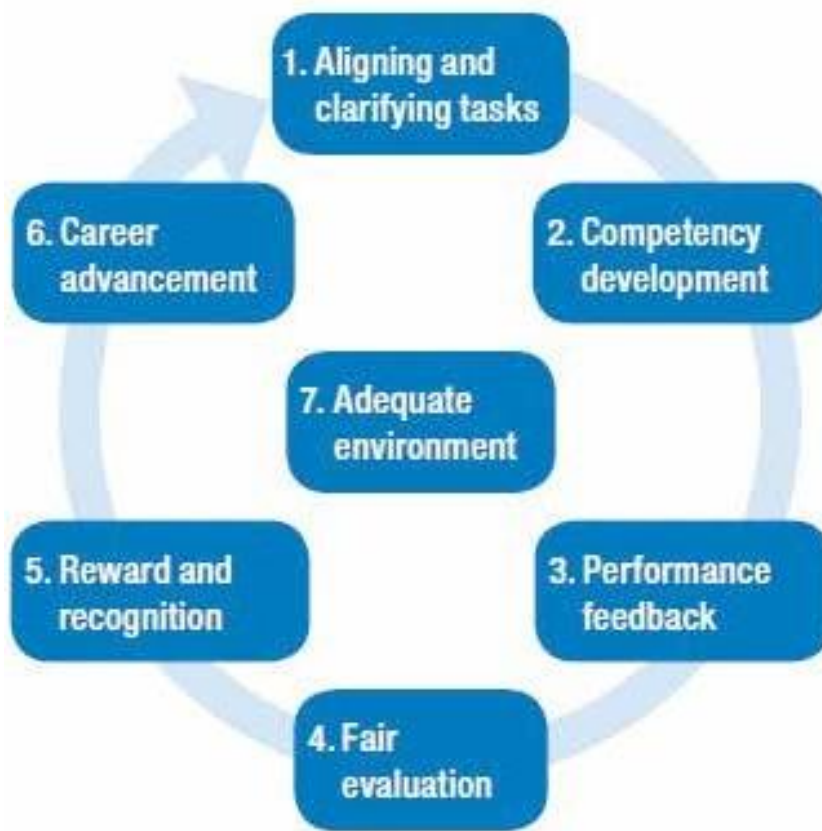 1. Aligning and
clarifying tasks
2. Competency
development
3. Performance
feedback
4. Fair
evaluation
5. Reward and
recognition
6. Career
advancement
7. Adequate
environment